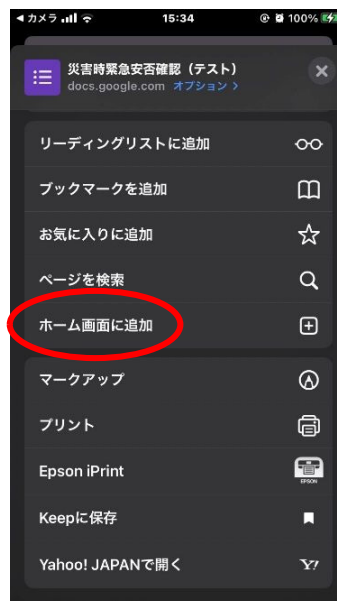 カメラ
15:34
100%
災害時緊急安否確認（テスト）
docs.google.com オプション
リーディングリストに追加
ブックマークを追加
お気に入りに追加
ページを検索
ホーム画面に追加
マークアップ
プリント
Epson iPrint
EPSON
Keepに保存
Yahoo! JAPANで開く
Y!